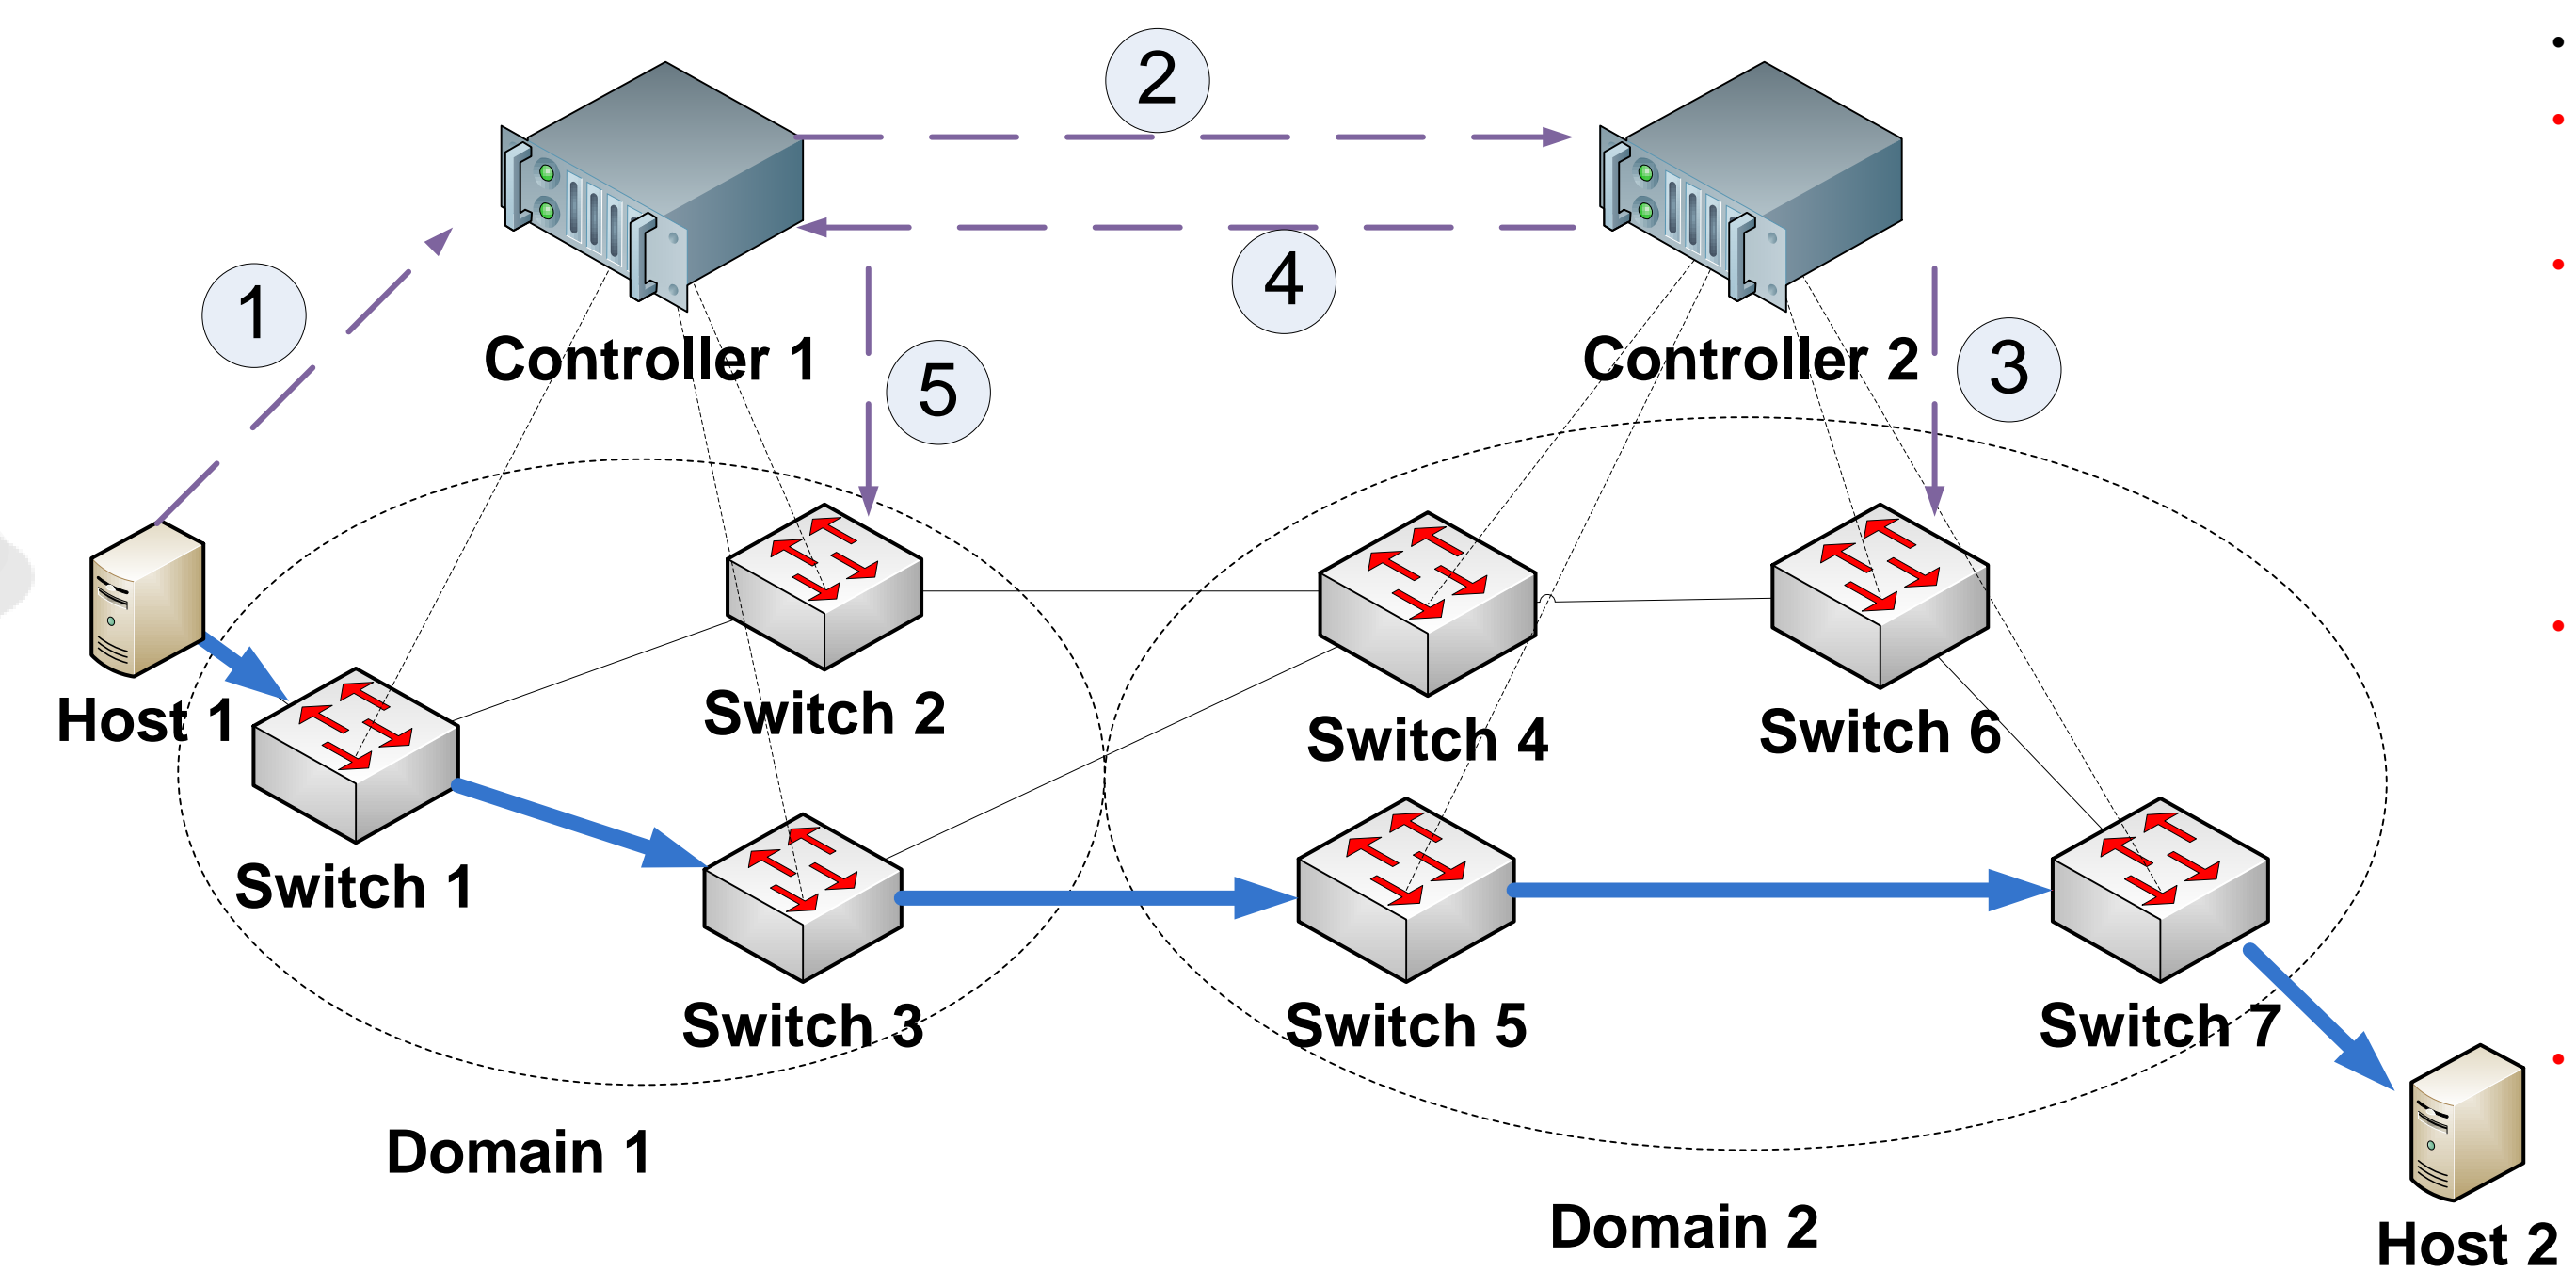 2
1
4
Controller 1
5
Controller 2
3
Host 1
Switch 2
Switch 4
Switch 6
Switch 1
Switch 3
Switch 5
Switch 7
Domain 1
Domain 2
Host 2